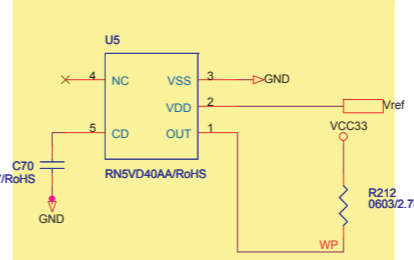 U5
4 NC VSS 3 GND
VDD 2 Vref
5 CD OUT 1 VCC33
C70
/RoHS
RN5VD40AA/RoHS
R212
0603/2.7
GND
WP